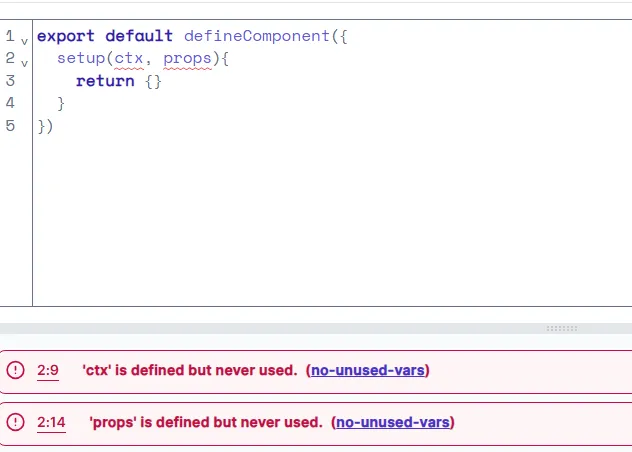 1 v export default defineComponent({
2 v setup(ctx, props){
3 return {}
4 }
5 })
2:9 'ctx' is defined but never used. (no-unused-vars)
2:14 'props' is defined but never used. (no-unused-vars)